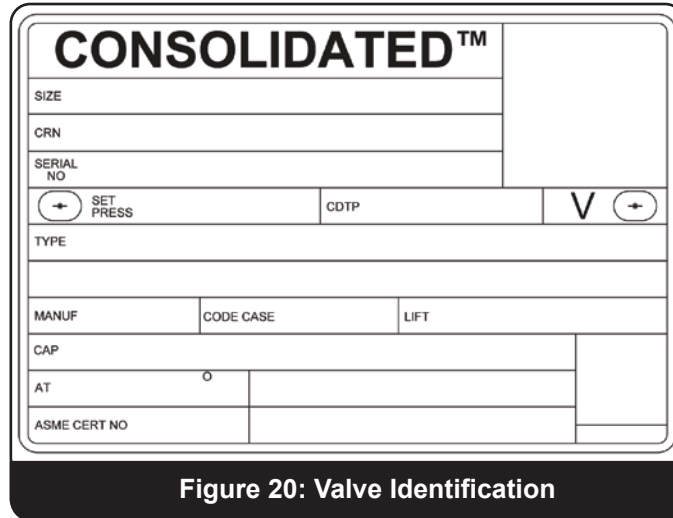 CONSOLIDATED™
SIZE
CRN
SERIAL
NO
SET
PRESS
CDTP
V
TYPE
MANUF
CODE CASE
LIFT
CAP
AT
O
ASME CERT NO
Figure 20: Valve Identification